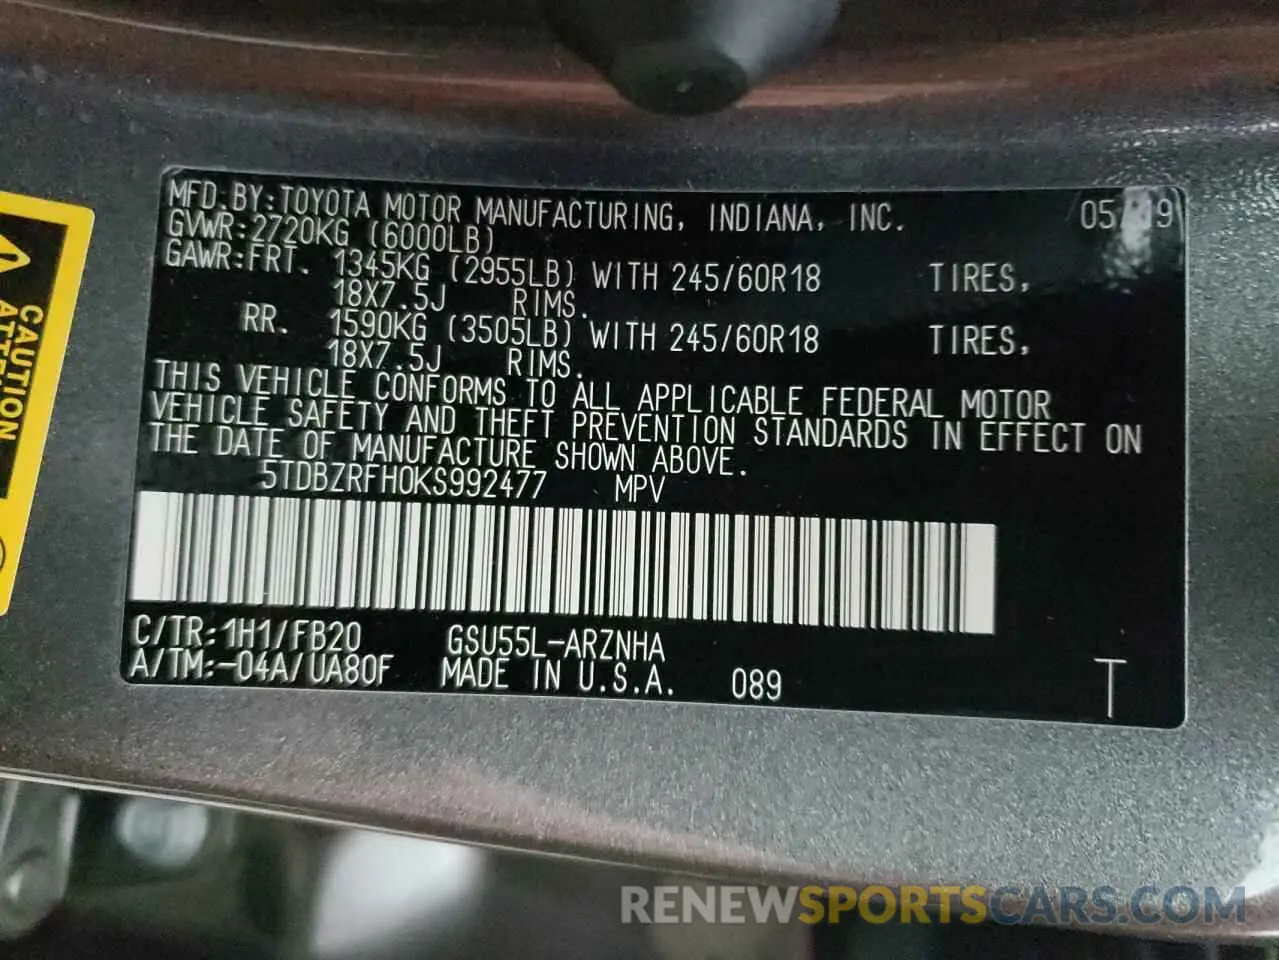 MFD.BY:TOYOTA MOTOR MANUFACTURING, INDIANA, INC. 05/19
GVWR:2720KG (6000LB)
GAWR:FRT. 1345KG (2955LB) WITH 245/60R18 TIRES,
18X7.5J RIMS.
RR. 1590KG (3505LB) WITH 245/60R18 TIRES,
18X7.5J RIMS.
THIS VEHICLE CONFORMS TO ALL APPLICABLE FEDERAL MOTOR
VEHICLE SAFETY AND THEFT PREVENTION STANDARDS IN EFFECT ON
THE DATE OF MANUFACTURE SHOWN ABOVE.
5TDBZRFH0KS992477 MPV
C/TR:1H1/FB20 GSU55L-ARZNHA
A/TM:-04A/UA80F MADE IN U.S.A. 089 T
CAUTION
RENEWSPORTSCARS.COM